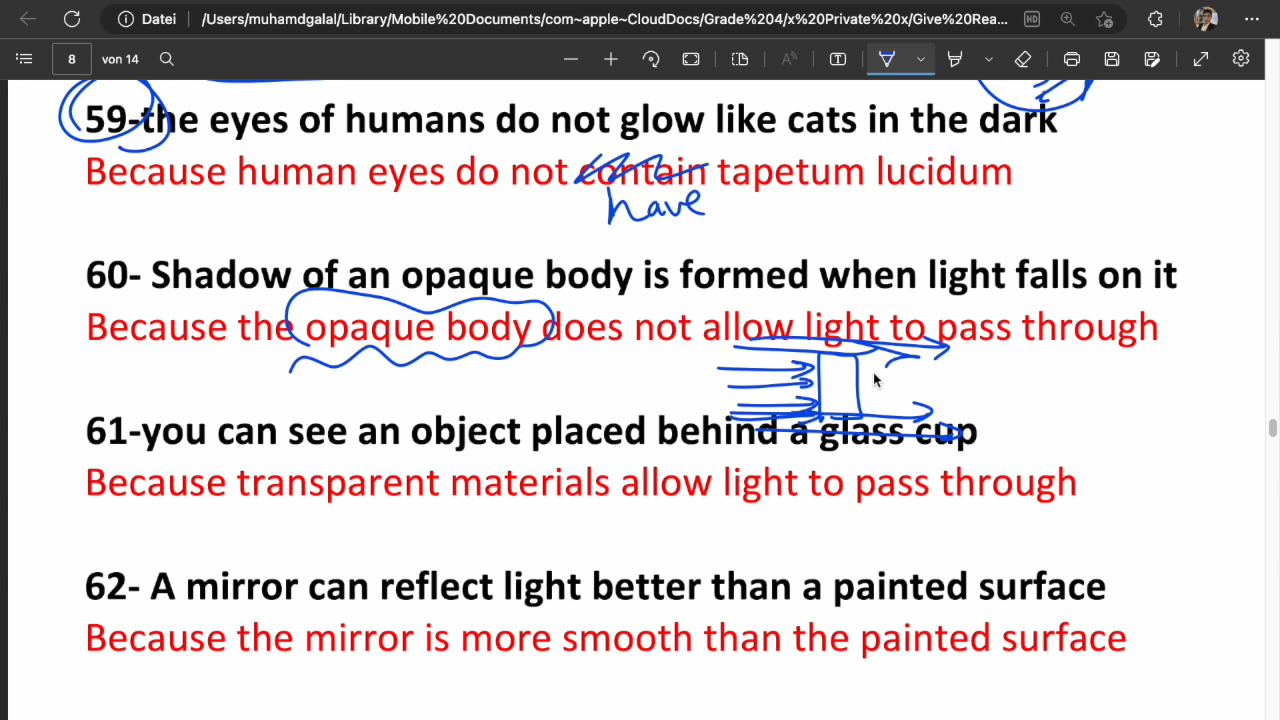 Datei
/Users/muhamdgalal/Library/Mobile%20Documents/com~apple~CloudDocs/Grade%204/x%20Private%20x/Give%20Rea...
HD
8 von 14
59-the eyes of humans do not glow like cats in the dark
Because human eyes do not contain tapetum lucidum
have
60- Shadow of an opaque body is formed when light falls on it
Because the opaque body does not allow light to pass through
61-you can see an object placed behind a glass cup
Because transparent materials allow light to pass through
62- A mirror can reflect light better than a painted surface
Because the mirror is more smooth than the painted surface